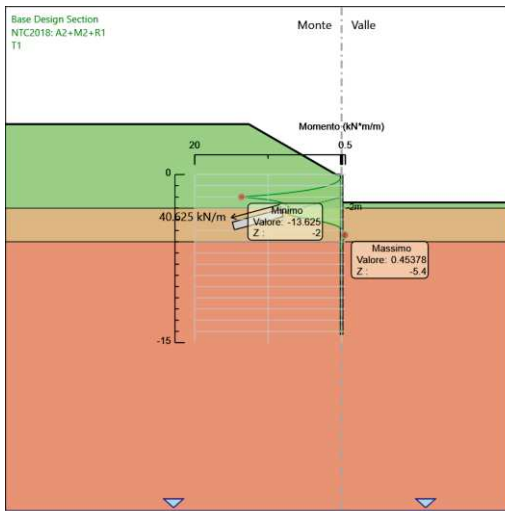 Base Design Section
NTC2018: A2+M2+R1
T1
Monte
Valle
Momento (kN*m/m)
20
0.5
0
-2m
40.625 kN/m
Minimo
Valore: -13.625
Z : -2
Massimo
Valore: 0.45378
Z : -5.4
-15